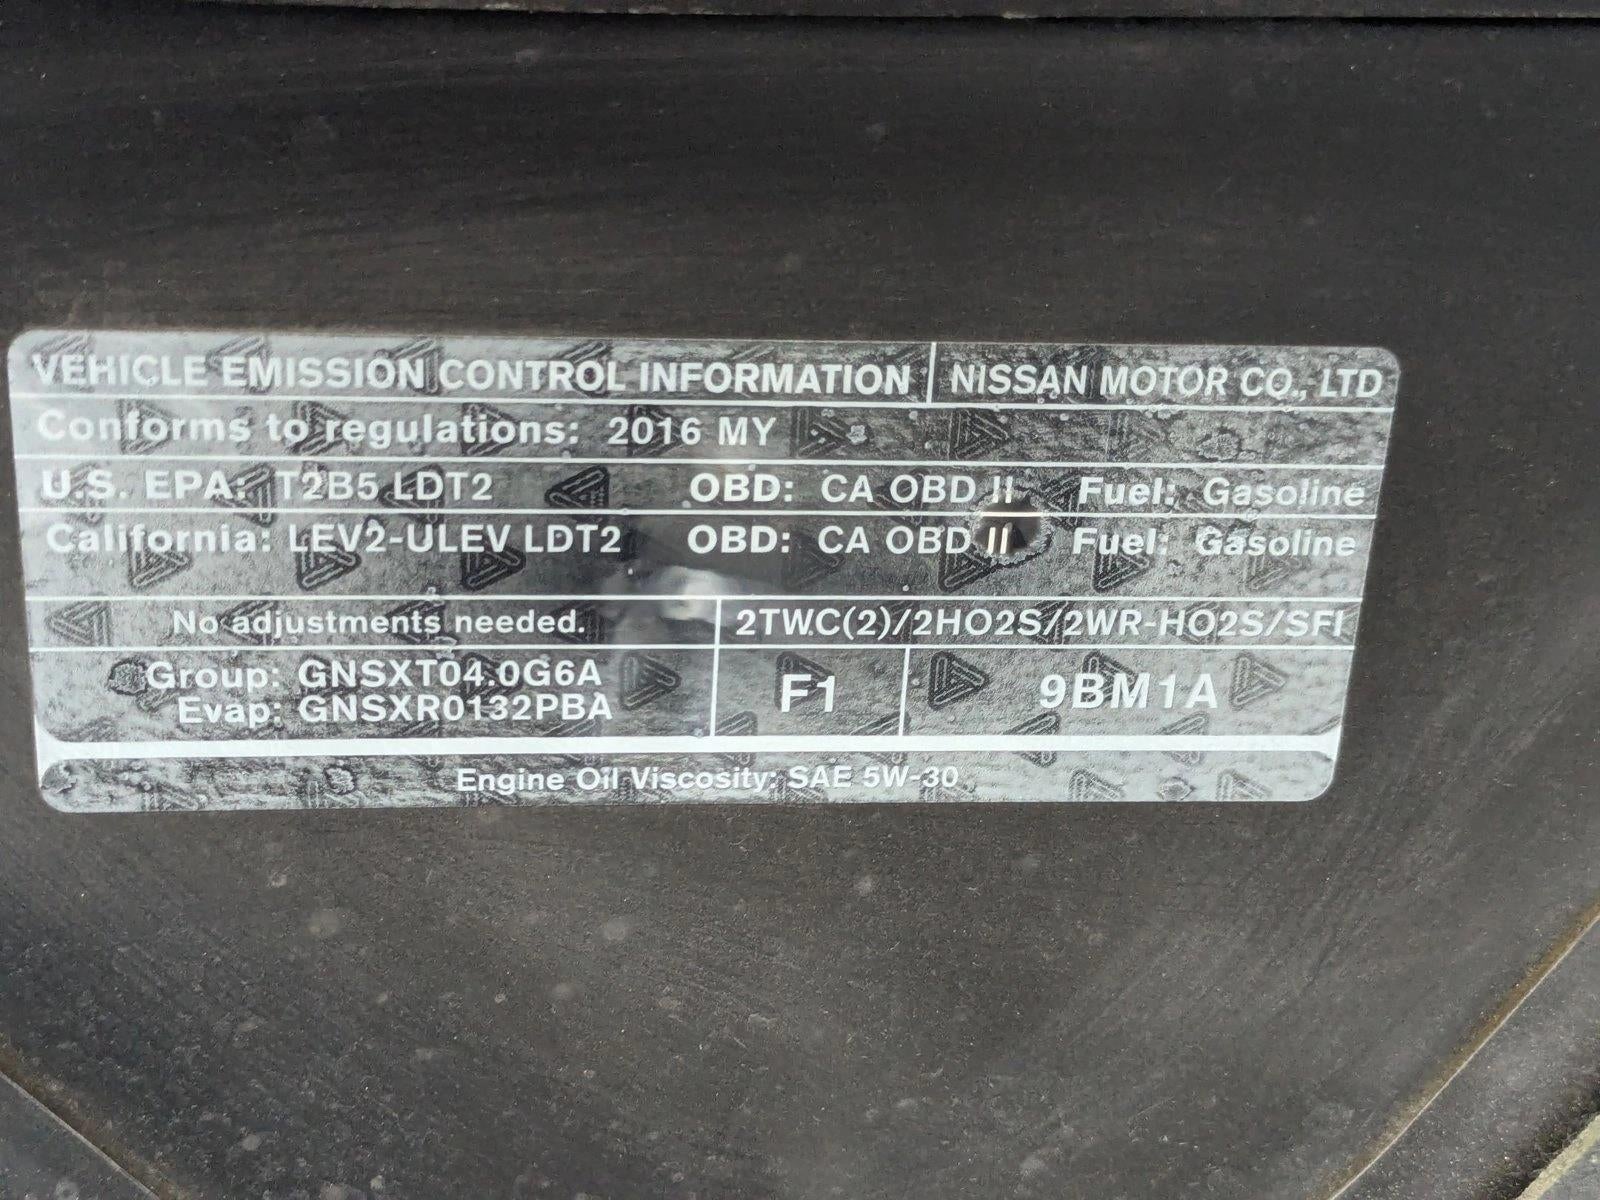 VEHICLE EMISSION CONTROL INFORMATION NISSAN MOTOR CO., LTD
Conforms to regulations: 2016 MY
U.S. EPA: T2B5 LDT2 OBD: CA OBD II Fuel: Gasoline
California: LEV2-ULEV LDT2 OBD: CA OBD II Fuel: Gasoline
No adjustments needed. 2TWC(2)/2HO2S/2WR-HO2S/SFI
Group: GNSXT04.0G6A
Evap: GNSXR0132PBA
F1 9BM1A
Engine Oil Viscosity: SAE 5W-30